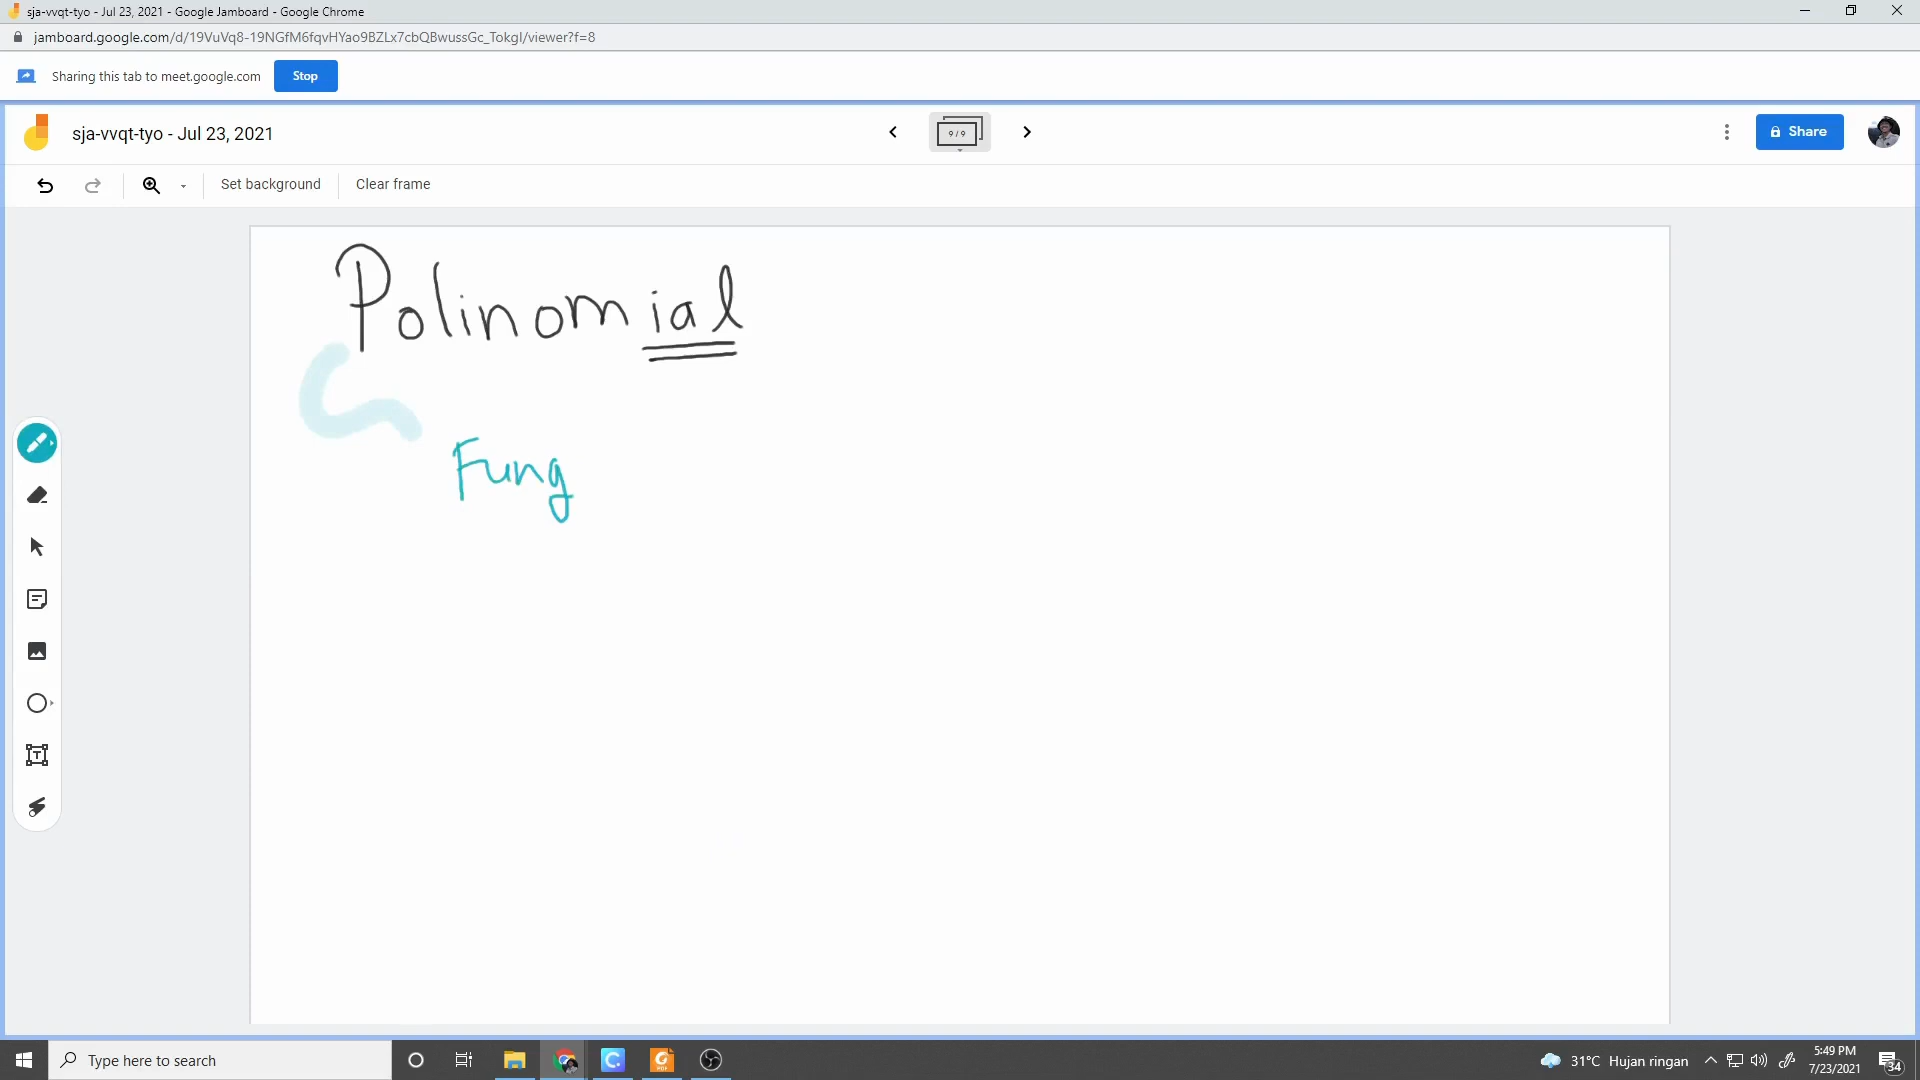 sja-vvqt-tyo - Jul 23, 2021 - Google Jamboard - Google Chrome
jamboard.google.com/d/19VuVq8-19NGfM6fqvHYao9BZLx7cbQBwussGc_TokgI/viewer?f=8
Sharing this tab to meet.google.com Stop
sja-vvqt-tyo - Jul 23, 2021 9/9 Share
Set background Clear frame
Polinomial
Fung
Type here to search 31°C Hujan ringan 5:49 PM
7/23/2021 34